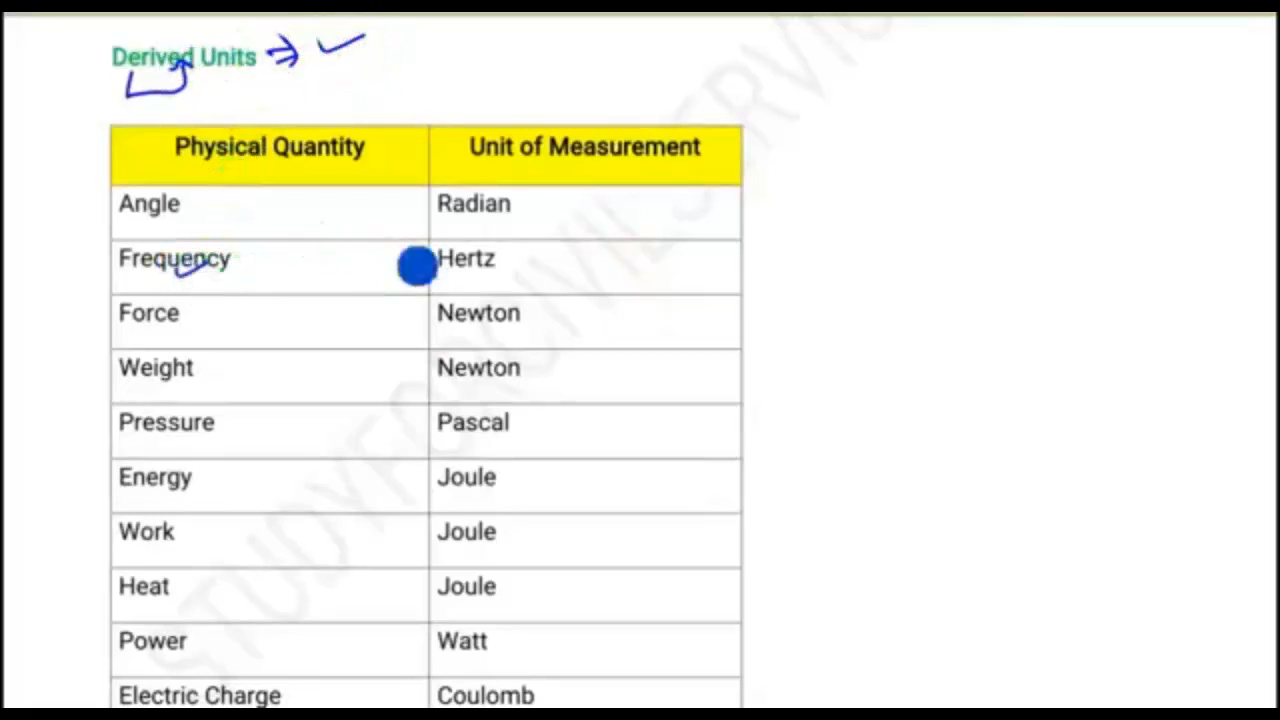 Derived Units
Physical Quantity Unit of Measurement
Angle Radian
Frequency Hertz
Force Newton
Weight Newton
Pressure Pascal
Energy Joule
Work Joule
Heat Joule
Power Watt
Electric Charge Coulomb
STUDYFORCIVILSERVIC